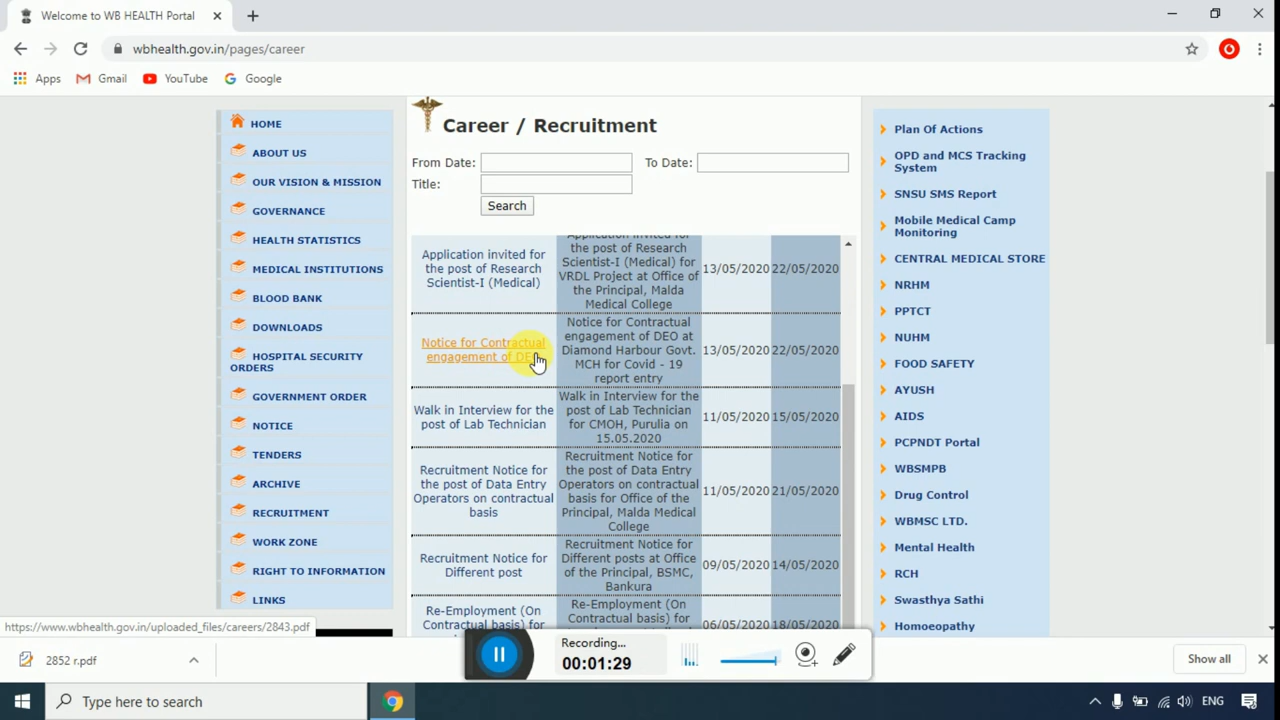 Welcome to WB HEALTH Portal
wbhealth.gov.in/pages/career
Apps
Gmail
YouTube
Google
HOME
ABOUT US
OUR VISION & MISSION
GOVERNANCE
HEALTH STATISTICS
MEDICAL INSTITUTIONS
BLOOD BANK
DOWNLOADS
HOSPITAL SECURITY
ORDERS
GOVERNMENT ORDER
NOTICE
TENDERS
ARCHIVE
RECRUITMENT
WORK ZONE
RIGHT TO INFORMATION
LINKS
Career / Recruitment
From Date:
To Date:
Title:
Search
Application invited for
the post of Research
Scientist-I (Medical)
Application invited for
the post of Research
Scientist-I (Medical) for
VRDL Project at Office of
the Principal, Malda
Medical College
13/05/2020
22/05/2020
Notice for Contractual
engagement of DEO
Notice for Contractual
engagement of DEO at
Diamond Harbour Govt.
MCH for Covid - 19
report entry
13/05/2020
22/05/2020
Walk in Interview for the
post of Lab Technician
Walk in Interview for the
post of Lab Technician
for CMOH, Purulia on
15.05.2020
11/05/2020
15/05/2020
Recruitment Notice for
the post of Data Entry
Operators on contractual
basis
Recruitment Notice for
the post of Data Entry
Operators on contractual
basis for Office of the
Principal, Malda Medical
College
11/05/2020
21/05/2020
Recruitment Notice for
Different post
Recruitment Notice for
Different posts at Office
of the Principal, BSMC,
Bankura
09/05/2020
14/05/2020
Re-Employment (On
Contractual basis) for
Re-Employment (On
Contractual basis) for
06/05/2020
18/05/2020
Plan Of Actions
OPD and MCS Tracking
System
SNSU SMS Report
Mobile Medical Camp
Monitoring
CENTRAL MEDICAL STORE
NRHM
PPTCT
NUHM
FOOD SAFETY
AYUSH
AIDS
PCPNDT Portal
WBSMPB
Drug Control
WBMSC LTD.
Mental Health
RCH
Swasthya Sathi
Homoeopathy
https://www.wbhealth.gov.in/uploaded_files/careers/2843.pdf
2852 r.pdf
Recording...
00:01:29
Show all
Type here to search
ENG